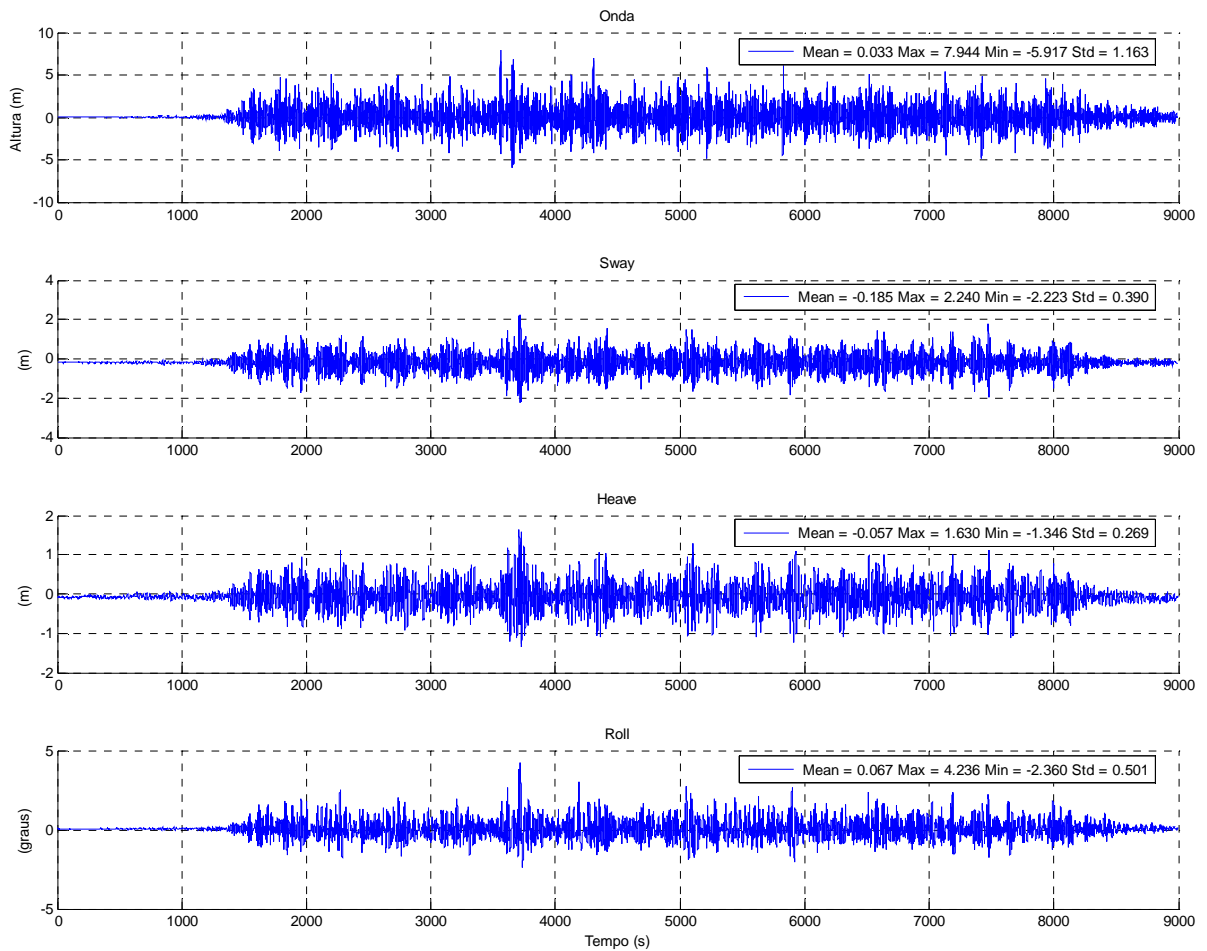 Onda
Mean = 0.033 Max = 7.944 Min = -5.917 Std = 1.163
Altura (m)
10
5
0
-5
-10
0 1000 2000 3000 4000 5000 6000 7000 8000 9000
Sway
Mean = -0.185 Max = 2.240 Min = -2.223 Std = 0.390
(m)
4
2
0
-2
-4
0 1000 2000 3000 4000 5000 6000 7000 8000 9000
Heave
Mean = -0.057 Max = 1.630 Min = -1.346 Std = 0.269
(m)
2
1
0
-1
-2
0 1000 2000 3000 4000 5000 6000 7000 8000 9000
Roll
Mean = 0.067 Max = 4.236 Min = -2.360 Std = 0.501
(graus)
5
0
-5
0 1000 2000 3000 4000 5000 6000 7000 8000 9000
Tempo (s)